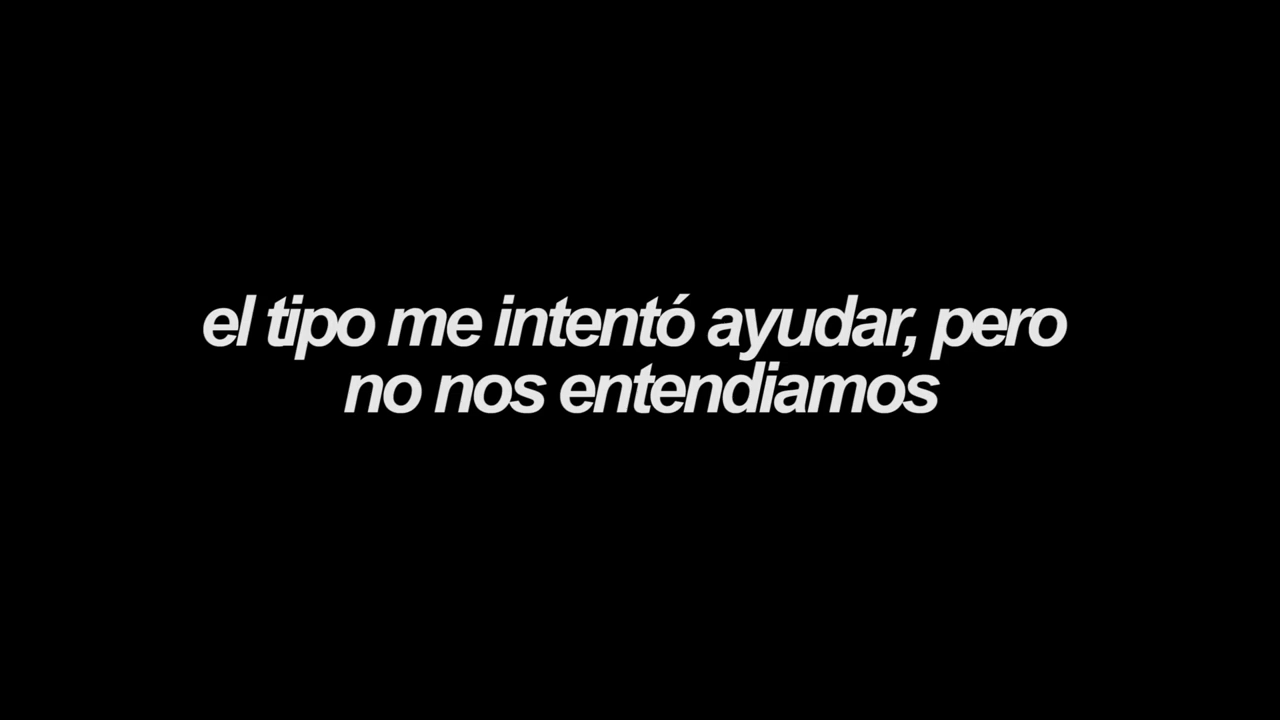 el tipo me intentó ayudar, pero
no nos entendiamos